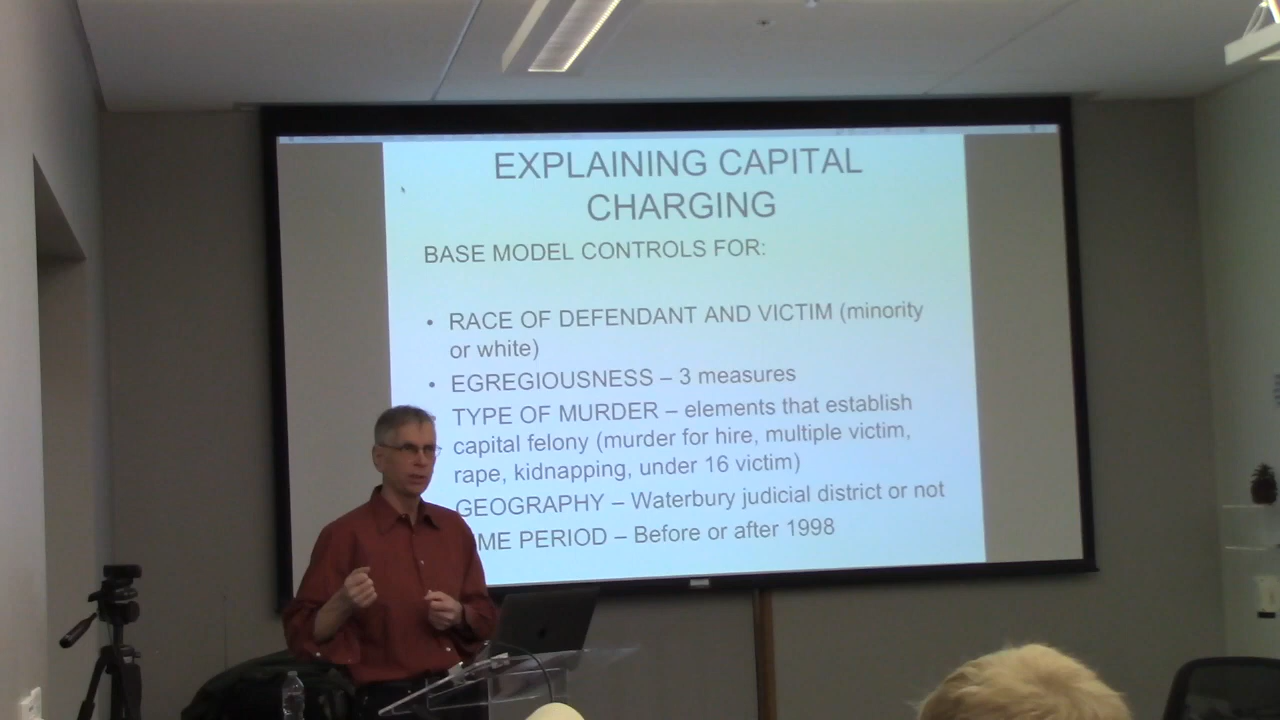 EXPLAINING CAPITAL
CHARGING
BASE MODEL CONTROLS FOR:
• RACE OF DEFENDANT AND VICTIM (minority
or white)
• EGREGIOUSNESS – 3 measures
TYPE OF MURDER – elements that establish
capital felony (murder for hire, multiple victim,
rape, kidnapping, under 16 victim)
GEOGRAPHY – Waterbury judicial district or not
ME PERIOD – Before or after 1998